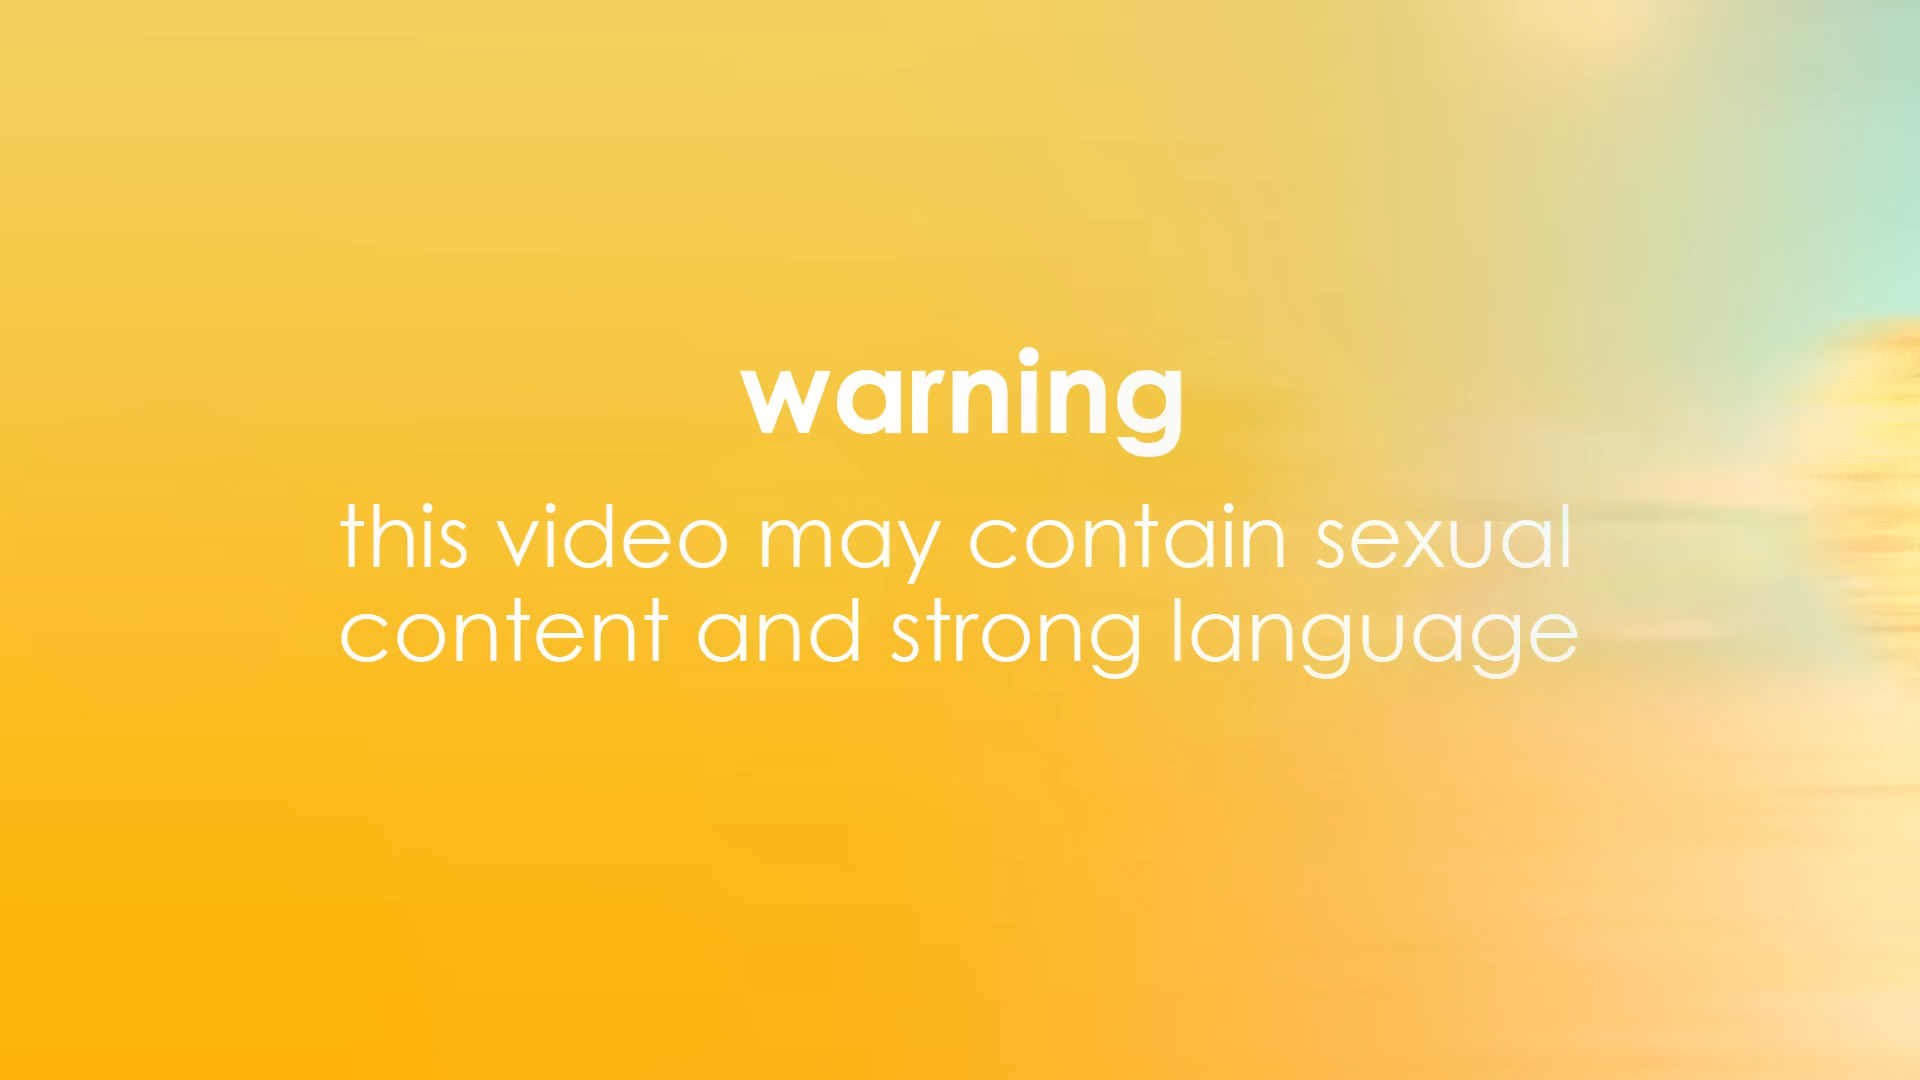 warning
this video may contain sexual
content and strong language